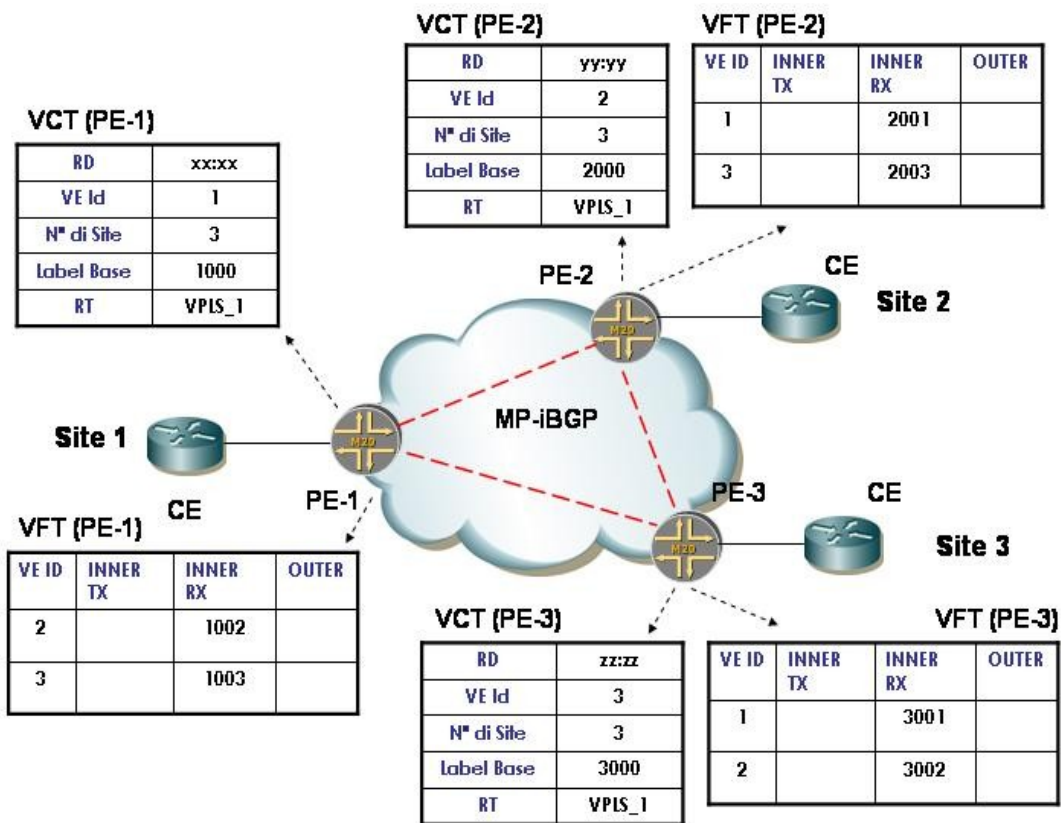 VCT (PE-2)
RD yy:yy
VE Id 2
N° di Site 3
Label Base 2000
RT VPLS_1
VFT (PE-2)
VE ID INNER TX INNER RX OUTER
1 2001
3 2003
VCT (PE-1)
RD xx:xx
VE Id 1
N° di Site 3
Label Base 1000
RT VPLS_1
PE-2
CE
Site 2
M20
MP-iBGP
Site 1
M20
CE
PE-1
PE-3
CE
M20
Site 3
VFT (PE-1)
VE ID INNER TX INNER RX OUTER
2 1002
3 1003
VCT (PE-3)
RD zz:zz
VE Id 3
N° di Site 3
Label Base 3000
RT VPLS_1
VFT (PE-3)
VE ID INNER TX INNER RX OUTER
1 3001
2 3002